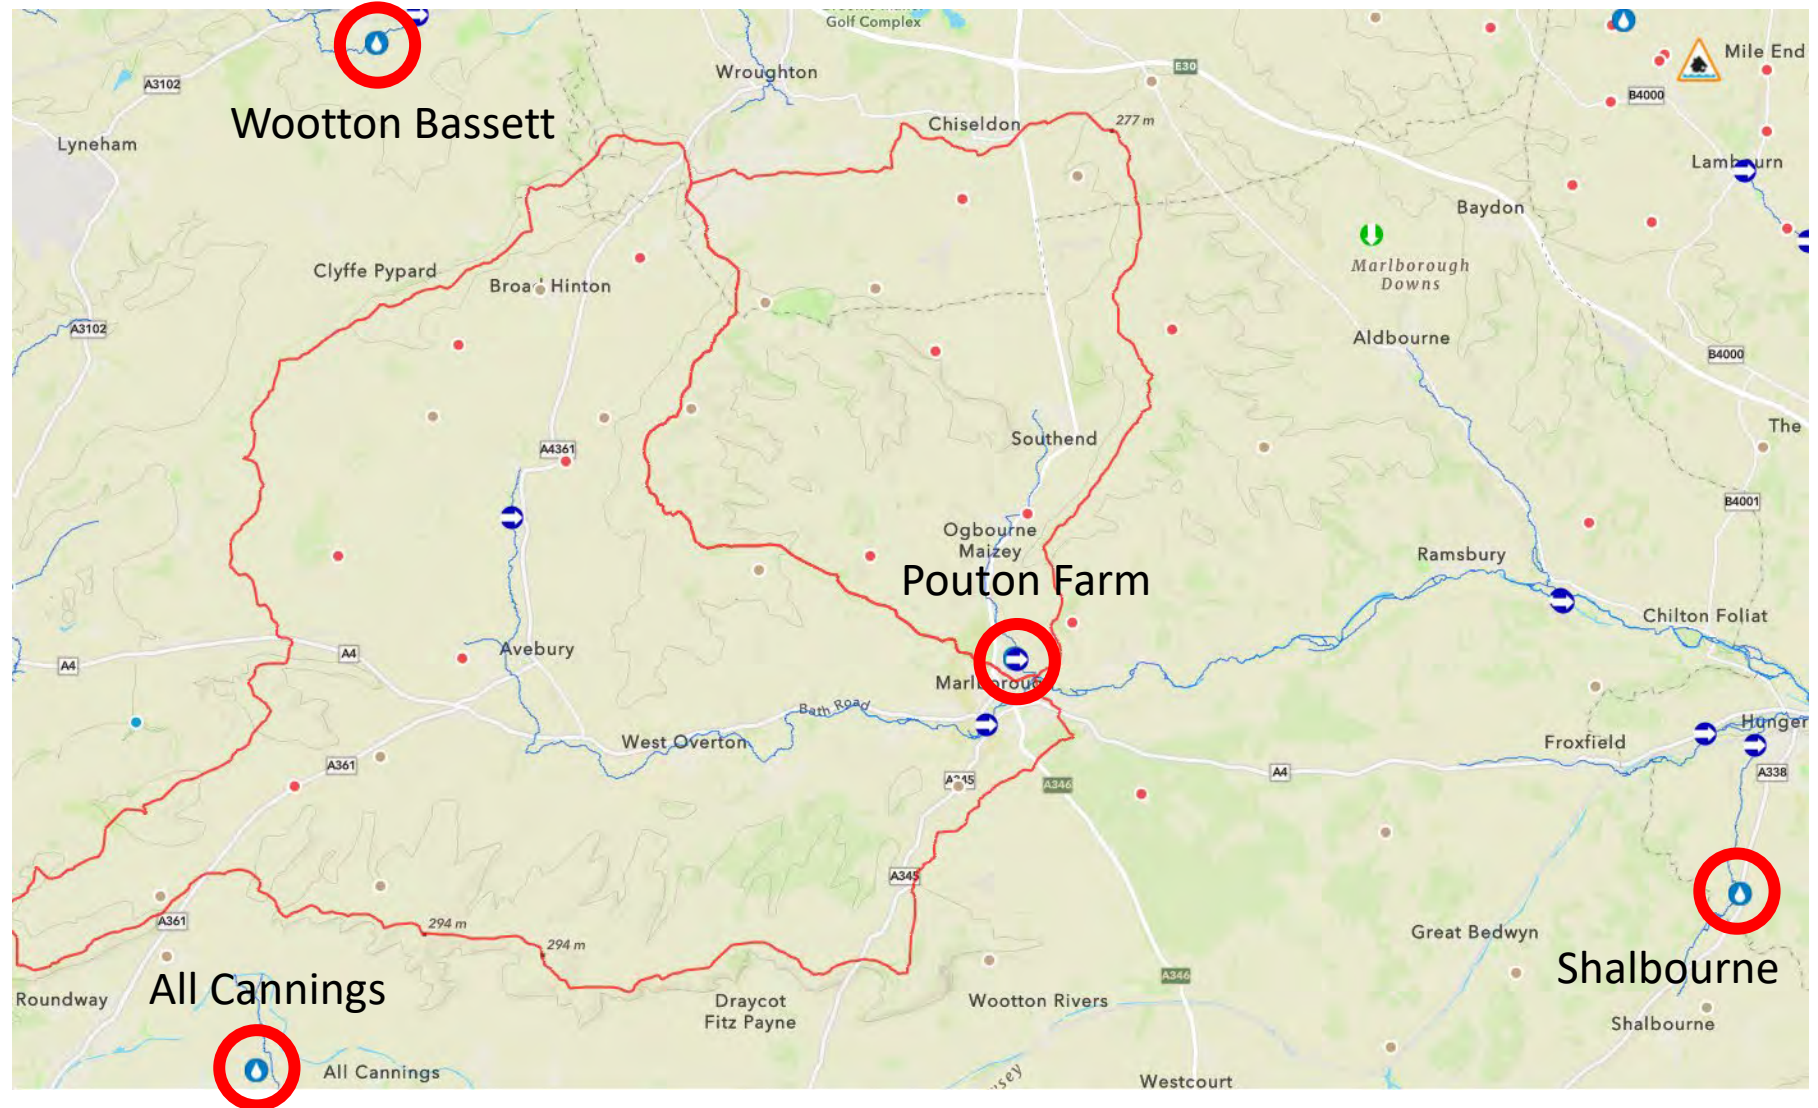 Golf Complex
Mile End
Wroughton
E30
A3102
B4000
Wootton Bassett
Chiseldon
277 m
Lyneham
Lambourn
Baydon
Clyffe Pypard
Broad Hinton
Marlborough
Downs
A3102
Aldbourne
B4000
Southend
The
A4361
B4001
Ogbourne
Maizey
Ramsbury
Pouton Farm
Chilton Foliat
Avebury
A4
A4
Marlborough
Bath Road
West Overton
Froxfield
Hunger
A361
A345
A346
A4
A338
A345
A361
294 m
294 m
Great Bedwyn
Shalbourne
A346
All Cannings
Roundway
Draycot
Fitz Payne
Wootton Rivers
Shalbourne
All Cannings
Westcourt